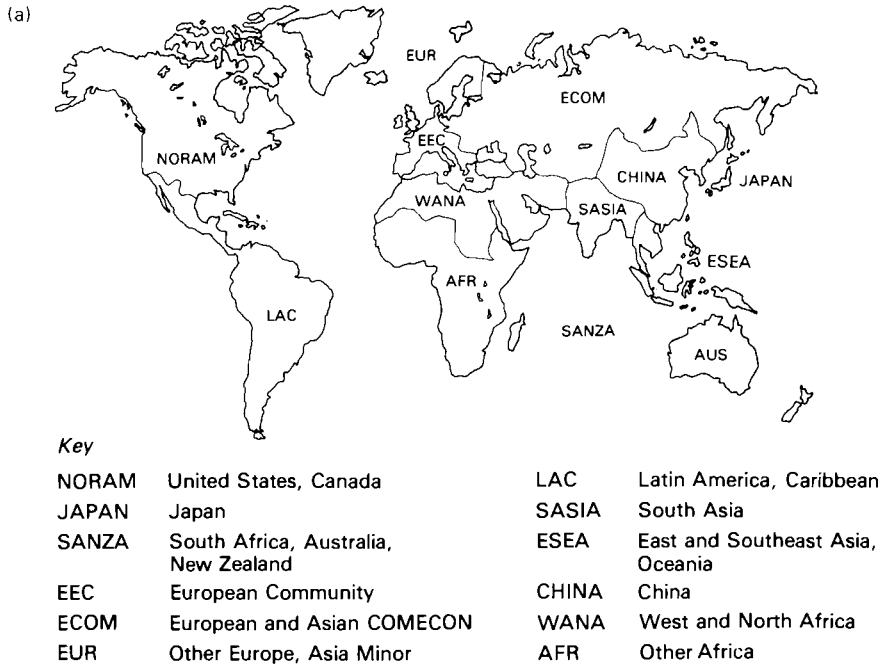 (a)
EUR
ECOM
EEC
NORAM
CHINA
JAPAN
WANA
SASIA
ESEA
AFR
LAC
SANZA
AUS
Key
NORAM United States, Canada
JAPAN Japan
SANZA South Africa, Australia,
New Zealand
EEC European Community
ECOM European and Asian COMECON
EUR Other Europe, Asia Minor
LAC Latin America, Caribbean
SASIA South Asia
ESEA East and Southeast Asia,
Oceania
CHINA China
WANA West and North Africa
AFR Other Africa